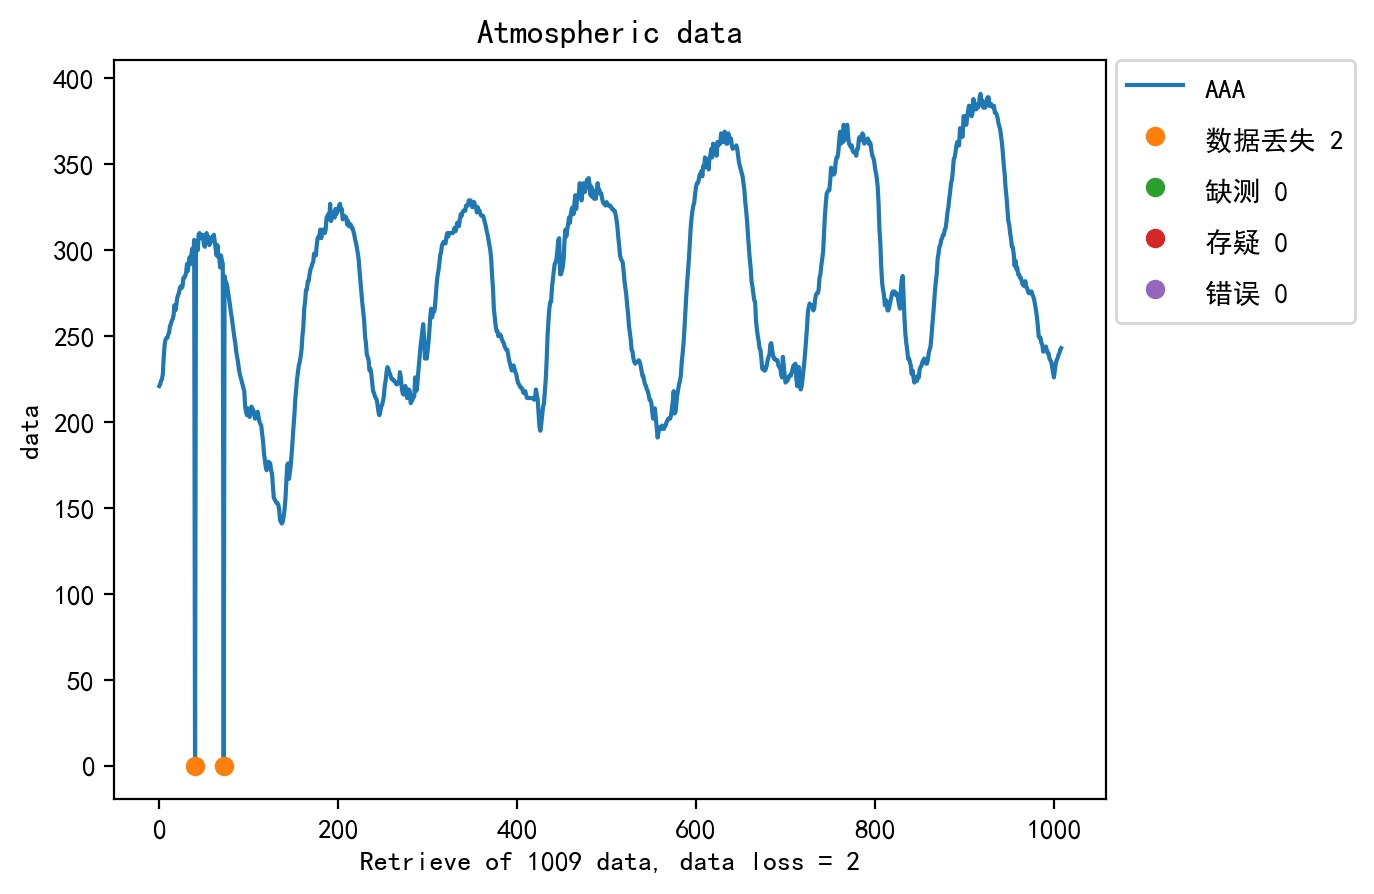 Atmospheric data
400
350
300
250
200
150
100
50
0
data
0 200 400 600 800 1000
Retrieve of 1009 data, data loss = 2
AAA
数据丢失 2
缺测 0
存疑 0
错误 0